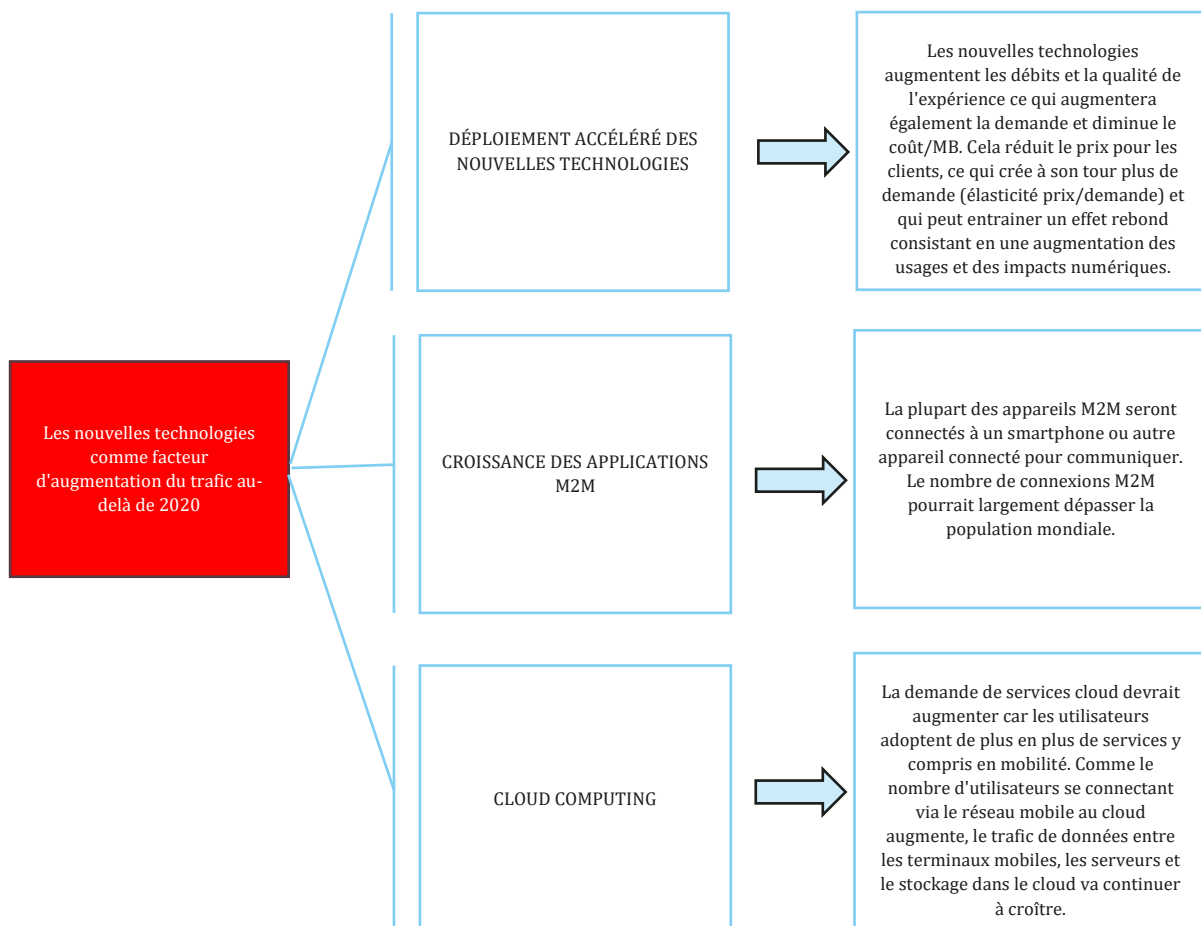 DÉPLOIEMENT ACCÉLÉRÉ DES
NOUVELLES TECHNOLOGIES
Les nouvelles technologies
augmentent les débits et la qualité de
l'expérience ce qui augmentera
également la demande et diminue le
coût/MB. Cela réduit le prix pour les
clients, ce qui crée à son tour plus de
demande (élasticité prix/demande) et
qui peut entrainer un effet rebond
consistant en une augmentation des
usages et des impacts numériques.
Les nouvelles technologies
comme facteur
d'augmentation du trafic au-
delà de 2020
CROISSANCE DES APPLICATIONS
M2M
La plupart des appareils M2M seront
connectés à un smartphone ou autre
appareil connecté pour communiquer.
Le nombre de connexions M2M
pourrait largement dépasser la
population mondiale.
CLOUD COMPUTING
La demande de services cloud devrait
augmenter car les utilisateurs
adoptent de plus en plus de services y
compris en mobilité. Comme le
nombre d'utilisateurs se connectant
via le réseau mobile au cloud
augmente, le trafic de données entre
les terminaux mobiles, les serveurs et
le stockage dans le cloud va continuer
à croître.